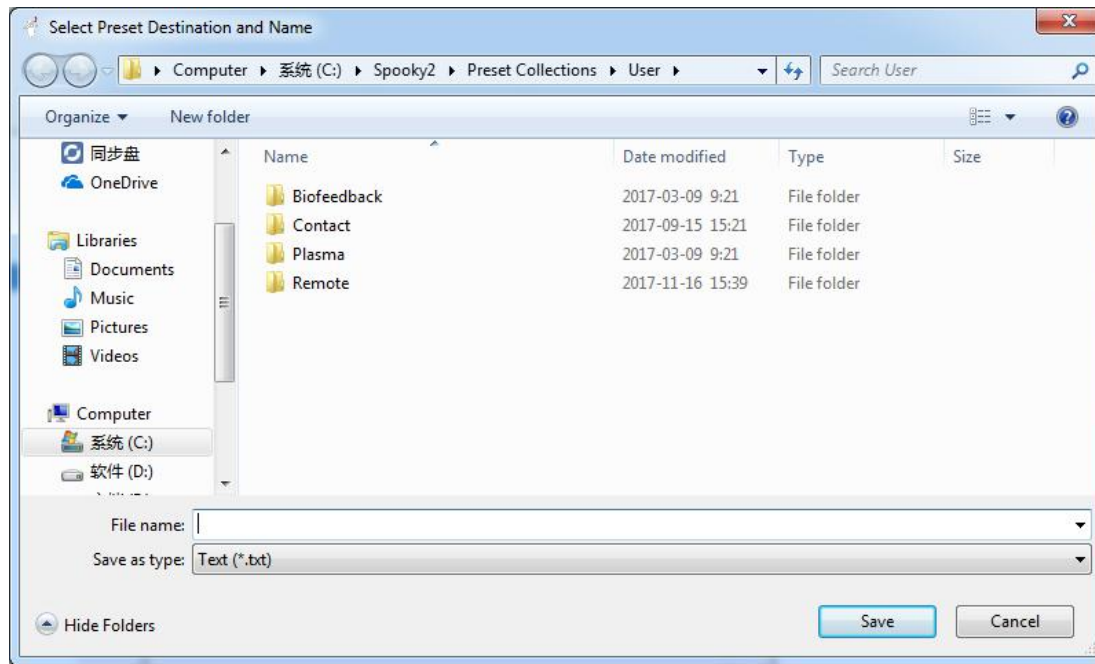 Select Preset Destination and Name
Computer ▸ 系统 (C:) ▸ Spooky2 ▸ Preset Collections ▸ User ▸ Search User
Organize New folder
同步盘
OneDrive
Libraries
Documents
Music
Pictures
Videos
Computer
系统 (C:)
软件 (D:)
Name Date modified Type Size
Biofeedback 2017-03-09 9:21 File folder
Contact 2017-09-15 15:21 File folder
Plasma 2017-03-09 9:21 File folder
Remote 2017-11-16 15:39 File folder
File name:
Save as type: Text (*.txt)
Hide Folders Save Cancel